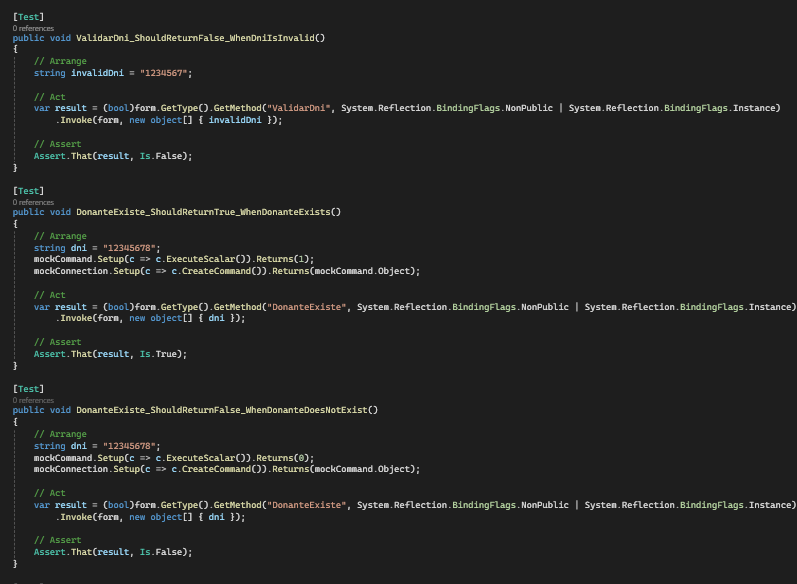 [Test]
0 references
public void ValidarDni_ShouldReturnFalse_WhenDniIsInvalid()
{
// Arrange
string invalidDni = "1234567";
// Act
var result = (bool)form.GetType().GetMethod("ValidarDni", System.Reflection.BindingFlags.NonPublic | System.Reflection.BindingFlags.Instance)
.Invoke(form, new object[] { invalidDni });
// Assert
Assert.That(result, Is.False);
}
[Test]
0 references
public void DonanteExiste_ShouldReturnTrue_WhenDonanteExists()
{
// Arrange
string dni = "12345678";
mockCommand.Setup(c => c.ExecuteScalar()).Returns(1);
mockConnection.Setup(c => c.CreateCommand()).Returns(mockCommand.Object);
// Act
var result = (bool)form.GetType().GetMethod("DonanteExiste", System.Reflection.BindingFlags.NonPublic | System.Reflection.BindingFlags.Instance)
.Invoke(form, new object[] { dni });
// Assert
Assert.That(result, Is.True);
}
[Test]
0 references
public void DonanteExiste_ShouldReturnFalse_WhenDonanteDoesNotExist()
{
// Arrange
string dni = "12345678";
mockCommand.Setup(c => c.ExecuteScalar()).Returns(0);
mockConnection.Setup(c => c.CreateCommand()).Returns(mockCommand.Object);
// Act
var result = (bool)form.GetType().GetMethod("DonanteExiste", System.Reflection.BindingFlags.NonPublic | System.Reflection.BindingFlags.Instance)
.Invoke(form, new object[] { dni });
// Assert
Assert.That(result, Is.False);
}